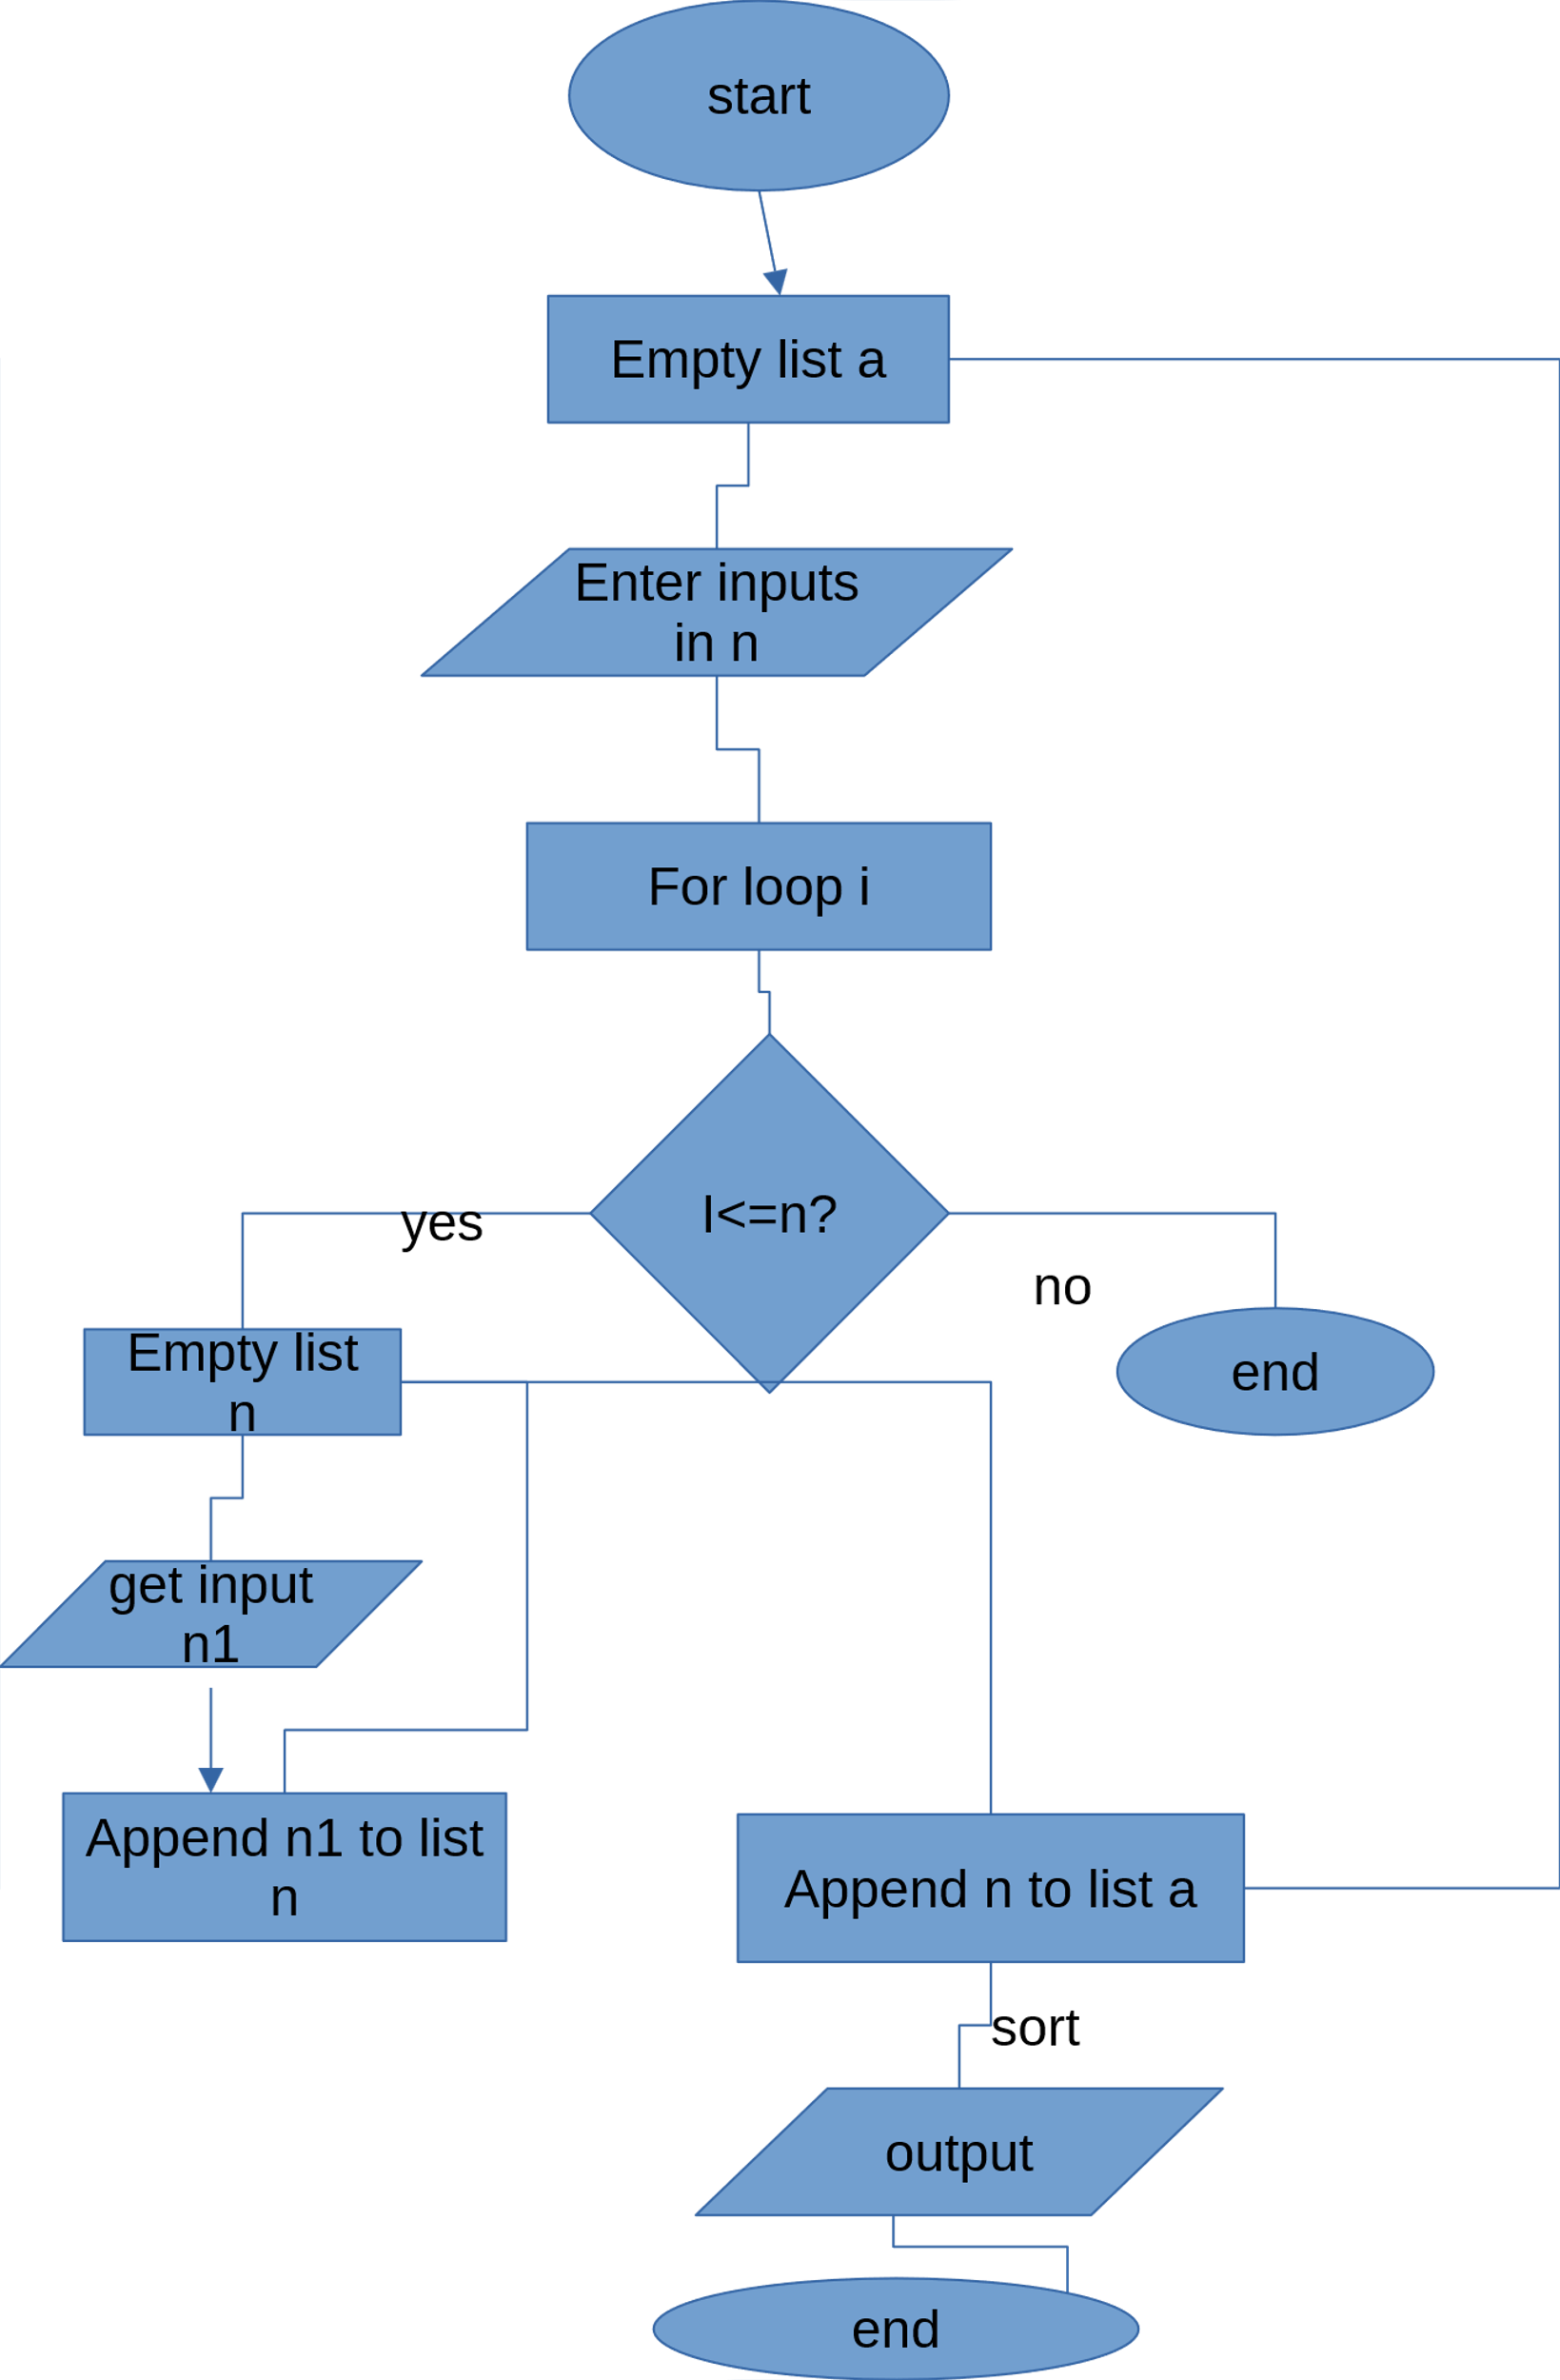 start
Empty list a
Enter inputs
in n
For loop i
I<=n?
yes
no
Empty list
n
end
get input
n1
Append n1 to list
n
Append n to list a
sort
output
end